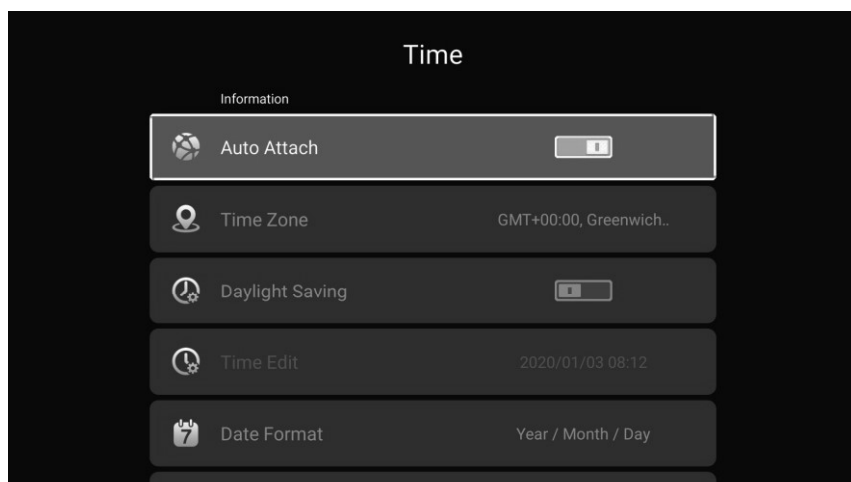 Time
Information
Auto Attach
Time Zone GMT+00:00, Greenwich..
Daylight Saving
Time Edit 2020/01/03 08:12
7
Date Format Year / Month / Day